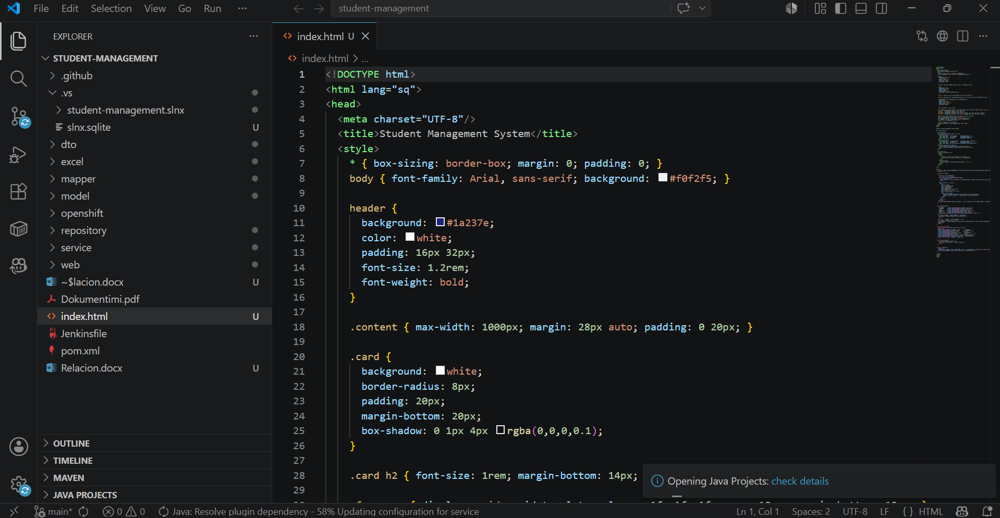 File Edit Selection View Go Run ···
student-management
EXPLORER ···
STUDENT-MANAGEMENT
.github
.vs
student-management.slnx
slnx.sqlite U
dto
excel
mapper
model
openshift
repository
service
web
~$lacion.docx U
Dokumentimi.pdf
index.html U
Jenkinsfile
pom.xml
Relacion.docx U
OUTLINE
TIMELINE
MAVEN
JAVA PROJECTS
index.html U
index.html > ...
1 <!DOCTYPE html>
2 <html lang="sq">
3 <head>
4 <meta charset="UTF-8"/>
5 <title>Student Management System</title>
6 <style>
7 * { box-sizing: border-box; margin: 0; padding: 0; }
8 body { font-family: Arial, sans-serif; background: #f0f2f5; }
9
10 header {
11 background: #1a237e;
12 color: white;
13 padding: 16px 32px;
14 font-size: 1.2rem;
15 font-weight: bold;
16 }
17
18 .content { max-width: 1000px; margin: 28px auto; padding: 0 20px; }
19
20 .card {
21 background: white;
22 border-radius: 8px;
23 padding: 20px;
24 margin-bottom: 20px;
25 box-shadow: 0 1px 4px rgba(0,0,0,0.1);
26 }
27
28 .card h2 { font-size: 1rem; margin-bottom: 14px;
29
Opening Java Projects: check details
main* 0 0 Java: Resolve plugin dependency - 58% Updating configuration for service
Ln 1, Col 1 Spaces: 2 UTF-8 LF { } HTML